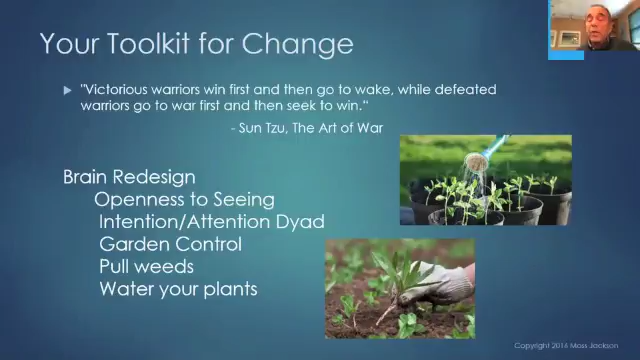 Your Toolkit for Change
"Victorious warriors win first and then go to wake, while defeated
warriors go to war first and then seek to win.“
- Sun Tzu, The Art of War
Brain Redesign
Openness to Seeing
Intention/Attention Dyad
Garden Control
Pull weeds
Water your plants
Copyright 2016 Moss Jackson